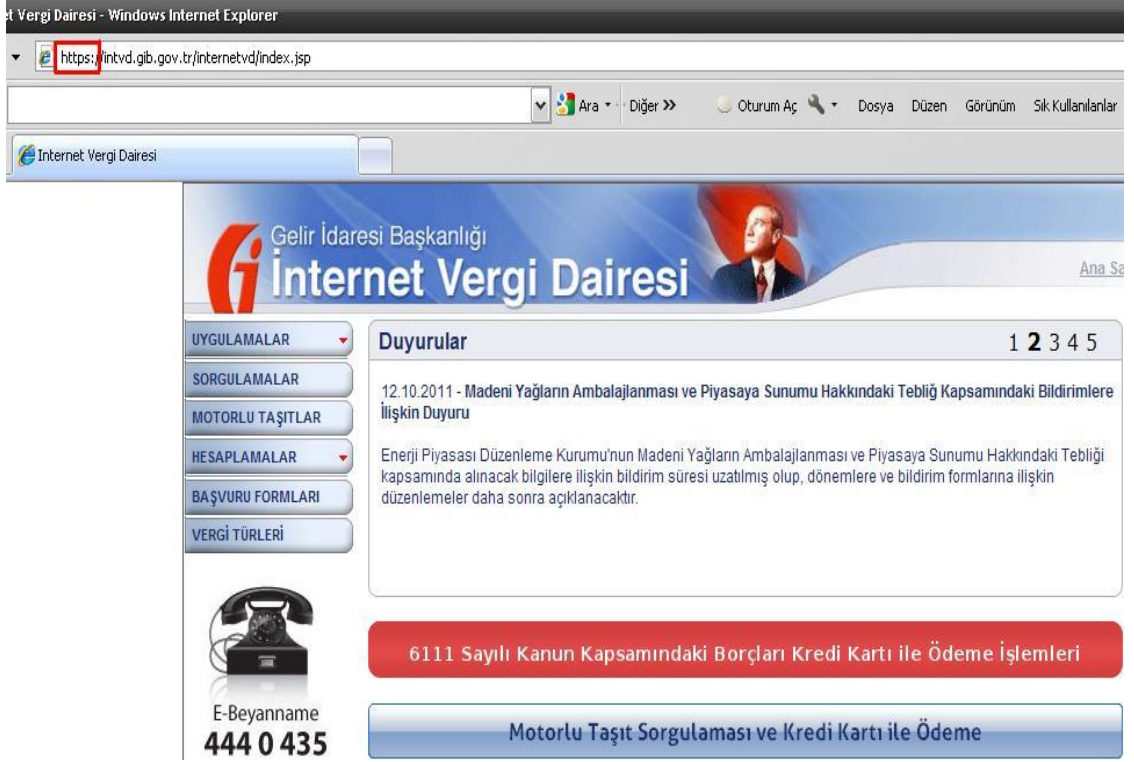 et Vergi Dairesi - Windows Internet Explorer
https://intvd.gib.gov.tr/internetvd/index.jsp
Ara Diğer Oturum Aç Dosya Düzen Görünüm Sık Kullanılanlar
Internet Vergi Dairesi
Gelir İdaresi Başkanlığı
İnternet Vergi Dairesi
Ana Sa
UYGULAMALAR
SORGULAMALAR
MOTORLU TAŞITLAR
HESAPLAMALAR
BAŞVURU FORMLARI
VERGİ TÜRLERİ
Duyurular 1 2 3 4 5
12.10.2011 - Madeni Yağların Ambalajlanması ve Piyasaya Sunumu Hakkındaki Tebliğ Kapsamındaki Bildirimlere
İlişkin Duyuru
Enerji Piyasası Düzenleme Kurumu'nun Madeni Yağların Ambalajlanması ve Piyasaya Sunumu Hakkındaki Tebliği
kapsamında alınacak bilgilere ilişkin bildirim süresi uzatılmış olup, dönemlere ve bildirim formlarına ilişkin
düzenlemeler daha sonra açıklanacaktır.
6111 Sayılı Kanun Kapsamındaki Borçları Kredi Kartı ile Ödeme İşlemleri
Motorlu Taşıt Sorgulaması ve Kredi Kartı ile Ödeme
E-Beyanname
444 0 435